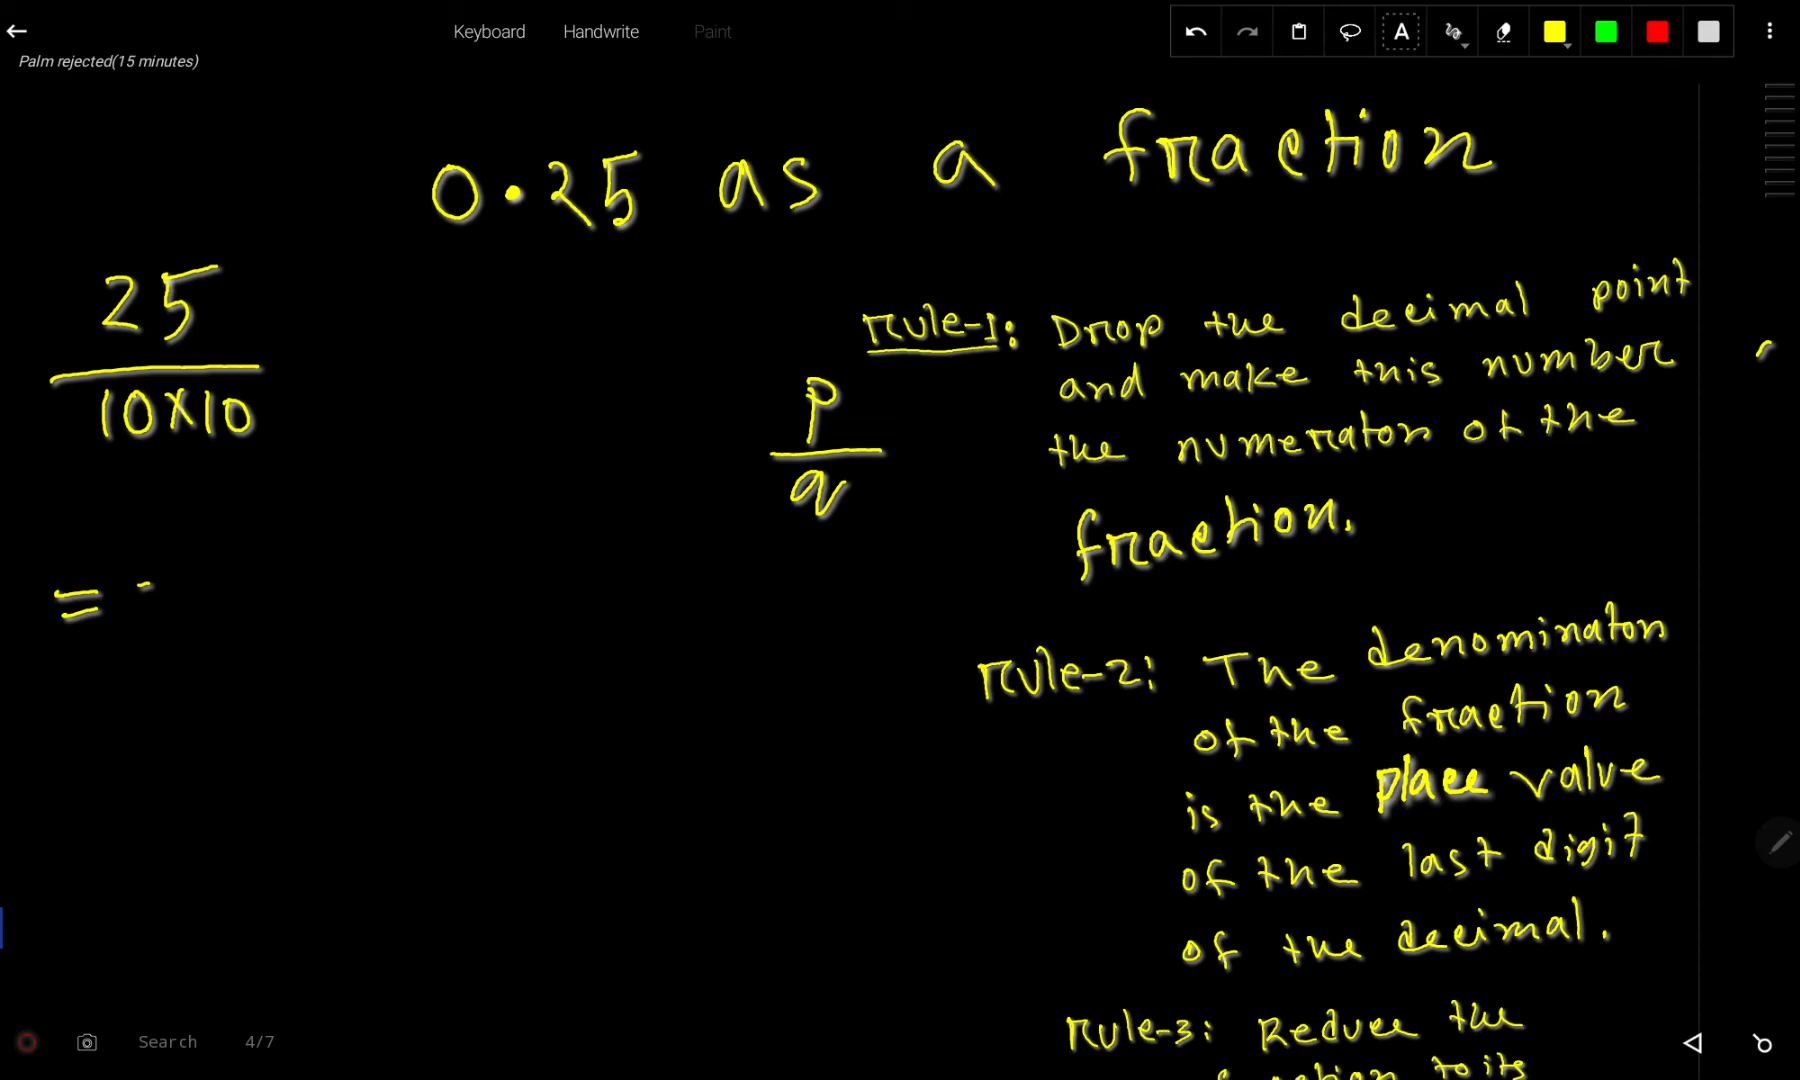 Keyboard Handwrite Paint
Palm rejected(15 minutes)
A
0.25 as a fraction
25
10×10
=
p
q
Rule-1: Drop the decimal point
and make this number
the numerator of the
fraction.
Rule-2: The denominator
of the fraction
is the place value
of the last digit
of the decimal.
Rule-3: Reduce the
to its
Search 4/7